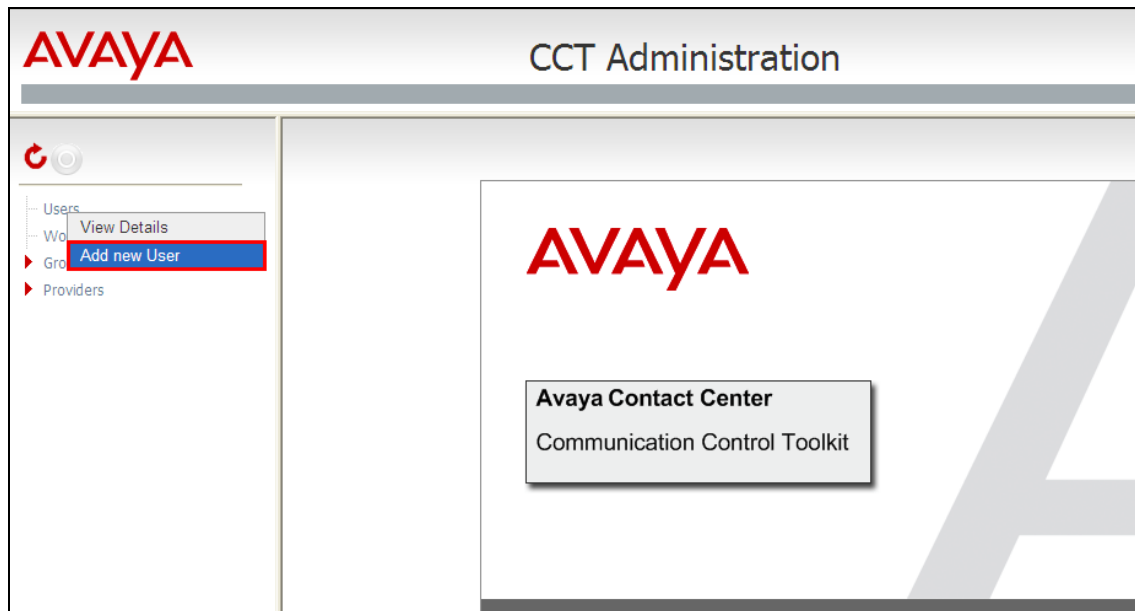 AVAYA
CCT Administration
Users
View Details
Wo
Add new User
Gro
Providers
AVAYA
Avaya Contact Center
Communication Control Toolkit